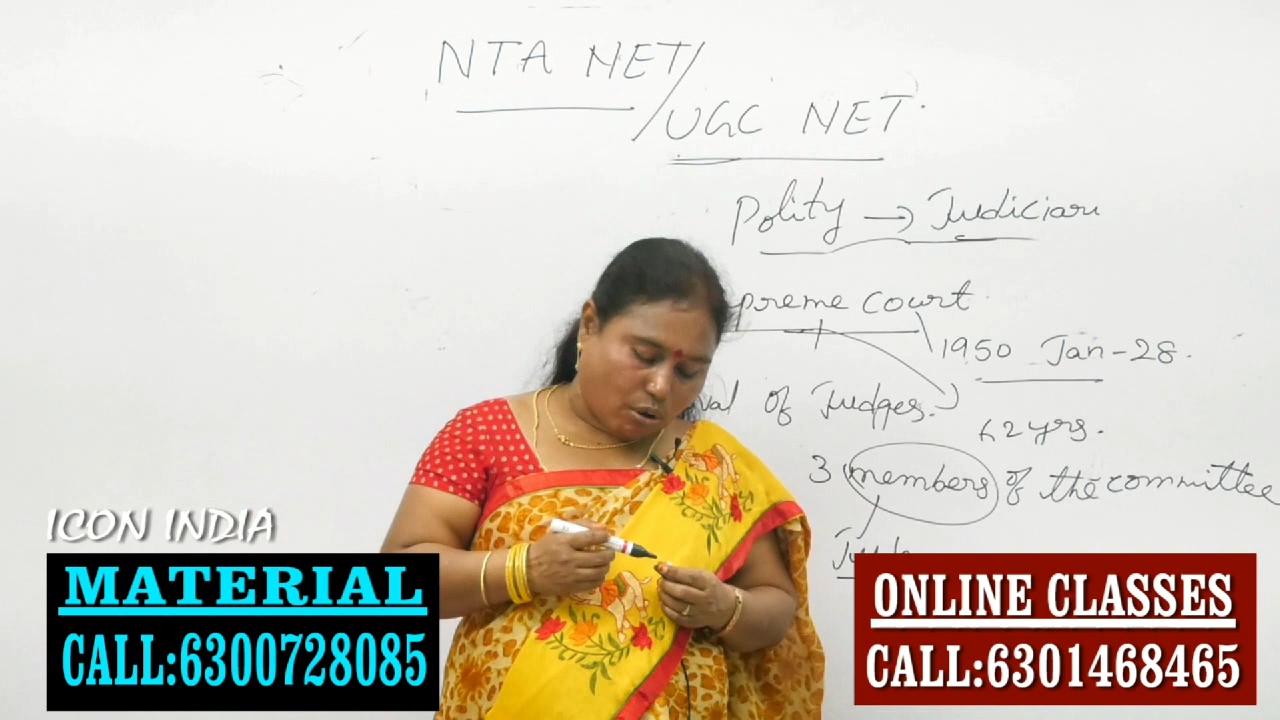 NTA NET/
UGC NET.
Polity → Judiciary
preme court
1950 Jan-28.
val of Judges.
62 yrs.
3 members of the committee
ICON INDIA
MATERIAL
CALL:6300728085
ONLINE CLASSES
CALL:6301468465